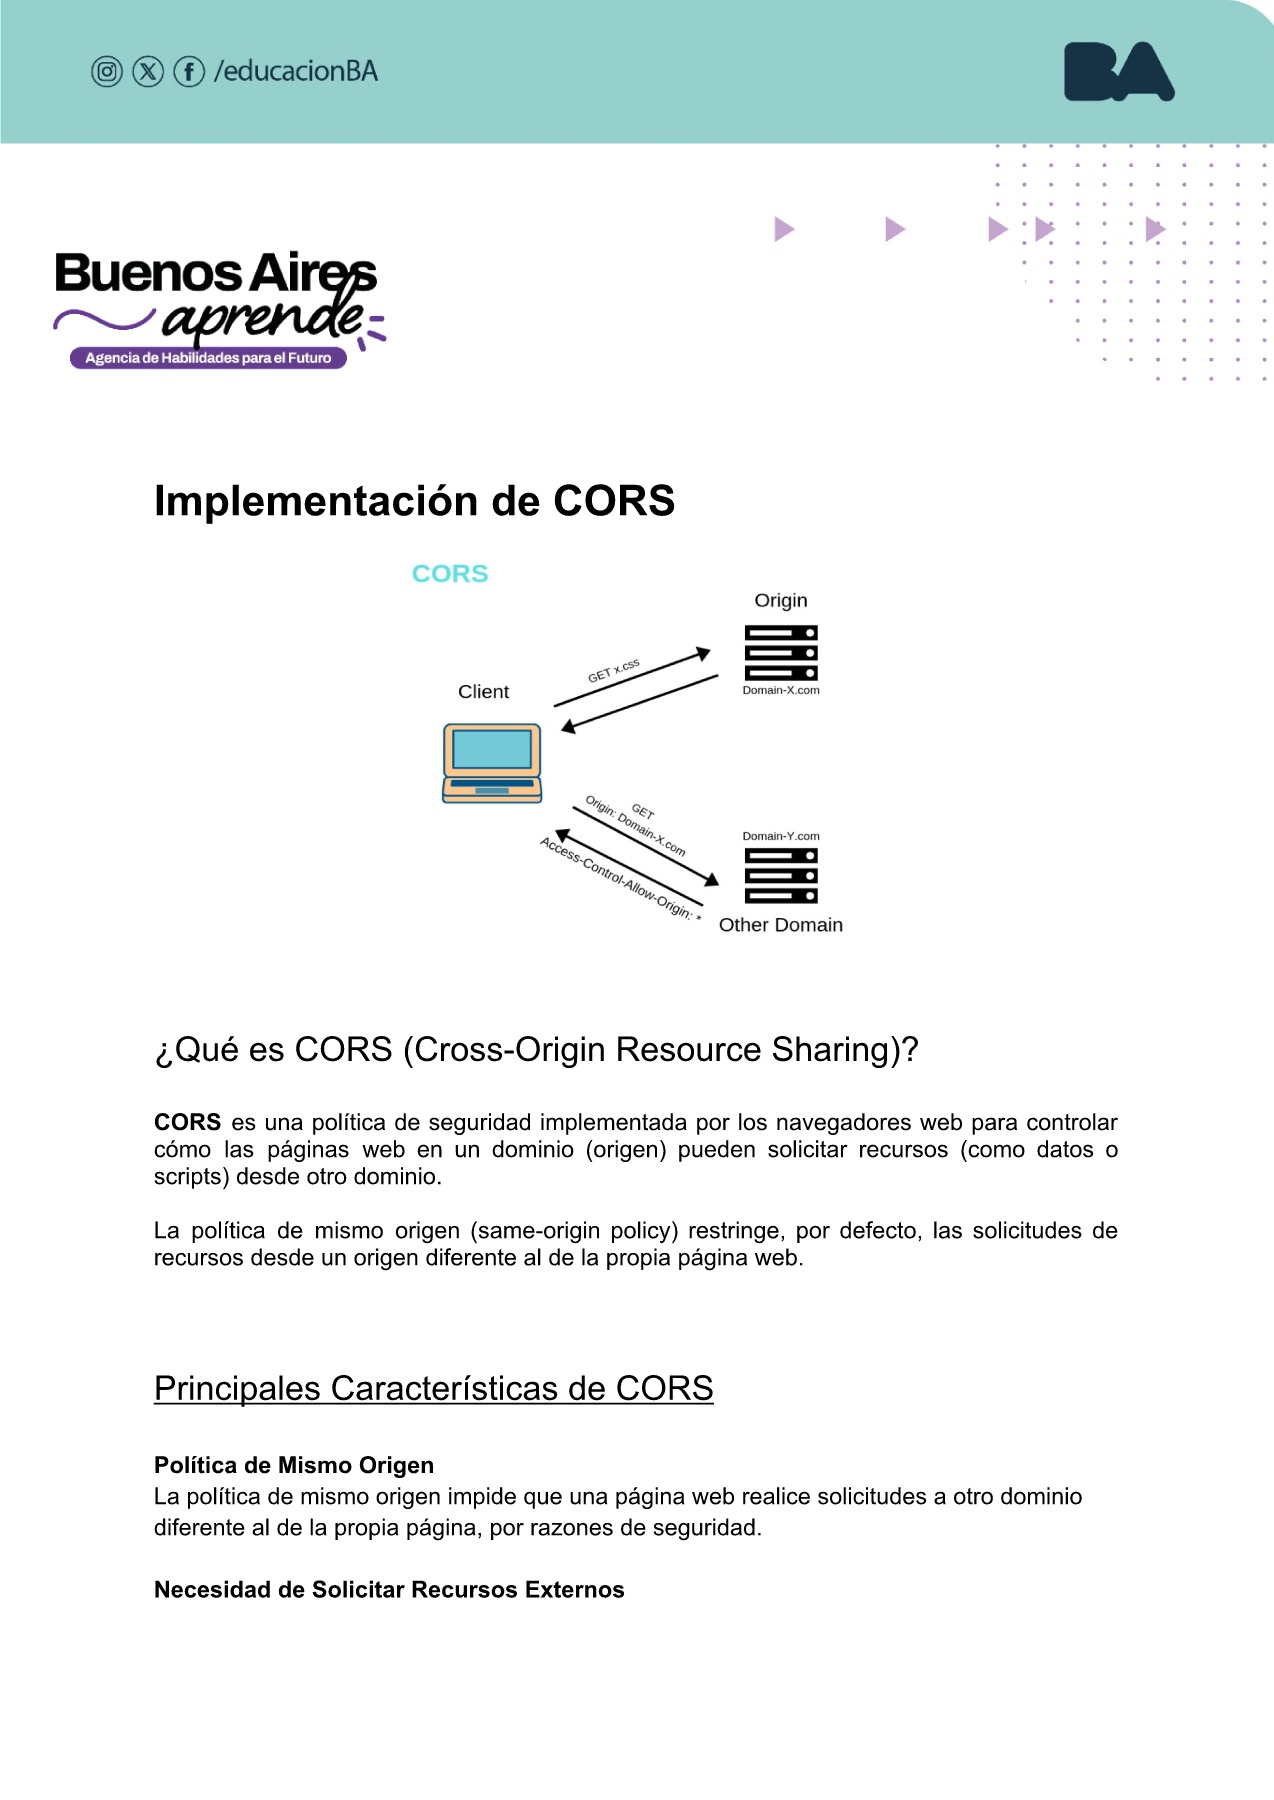 /educacionBA
BA
Buenos Aires
aprende
Agencia de Habilidades para el Futuro
Implementación de CORS
CORS
Origin
GET x.css
Domain-X.com
Client
GET
Origin: Domain-X.com
Access-Control-Allow-Origin: *
Domain-Y.com
Other Domain
¿Qué es CORS (Cross-Origin Resource Sharing)?
CORS es una política de seguridad implementada por los navegadores web para controlar
cómo las páginas web en un dominio (origen) pueden solicitar recursos (como datos o
scripts) desde otro dominio.
La política de mismo origen (same-origin policy) restringe, por defecto, las solicitudes de
recursos desde un origen diferente al de la propia página web.
Principales Características de CORS
Política de Mismo Origen
La política de mismo origen impide que una página web realice solicitudes a otro dominio
diferente al de la propia página, por razones de seguridad.
Necesidad de Solicitar Recursos Externos